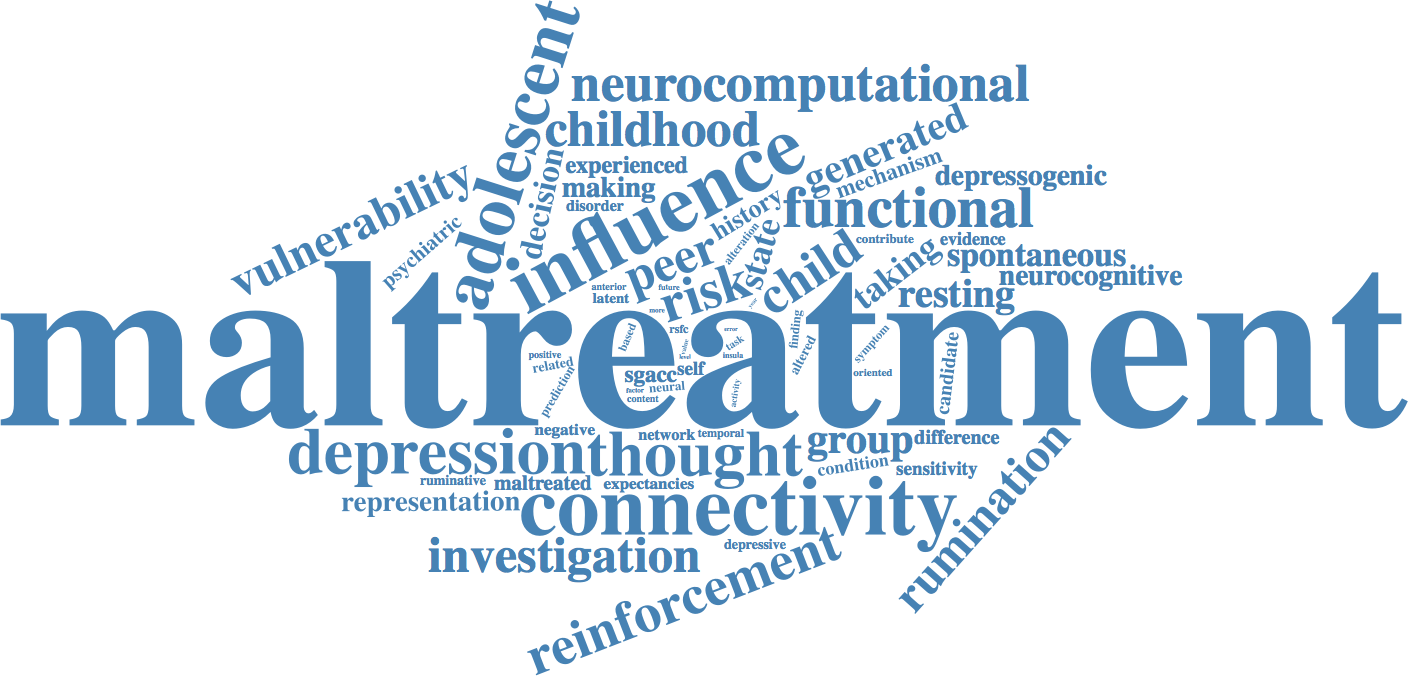 adolescent
neurocomputational
childhood
generated
experienced
decision
making
influence
mechanism
depressogenic
vulnerability
disorder
history
functional
psychiatric
peer
alteration
state
child
contribute
evidence
taking
spontaneous
neurocognitive
anterior
future
latent
risk
resting
maltreatment
more
year
rsfc
error
based
value
task
finding
altered
symptom
candidate
positive
level
insula
related
sgacc
self
oriented
prediction
factor
neural
activity
content
negative
network
temporal
depression
thought
group
difference
condition
sensitivity
rumination
ruminative
maltreated
expectancies
representation
connectivity
investigation
depressive
reinforcement